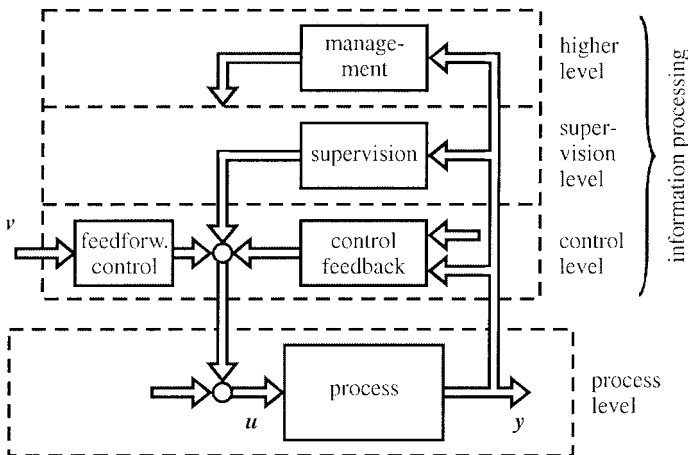 manage-
ment
higher
level
supervision
super-
vision
level
v
feedforw.
control
control
feedback
control
level
information processing
process
u
y
process
level